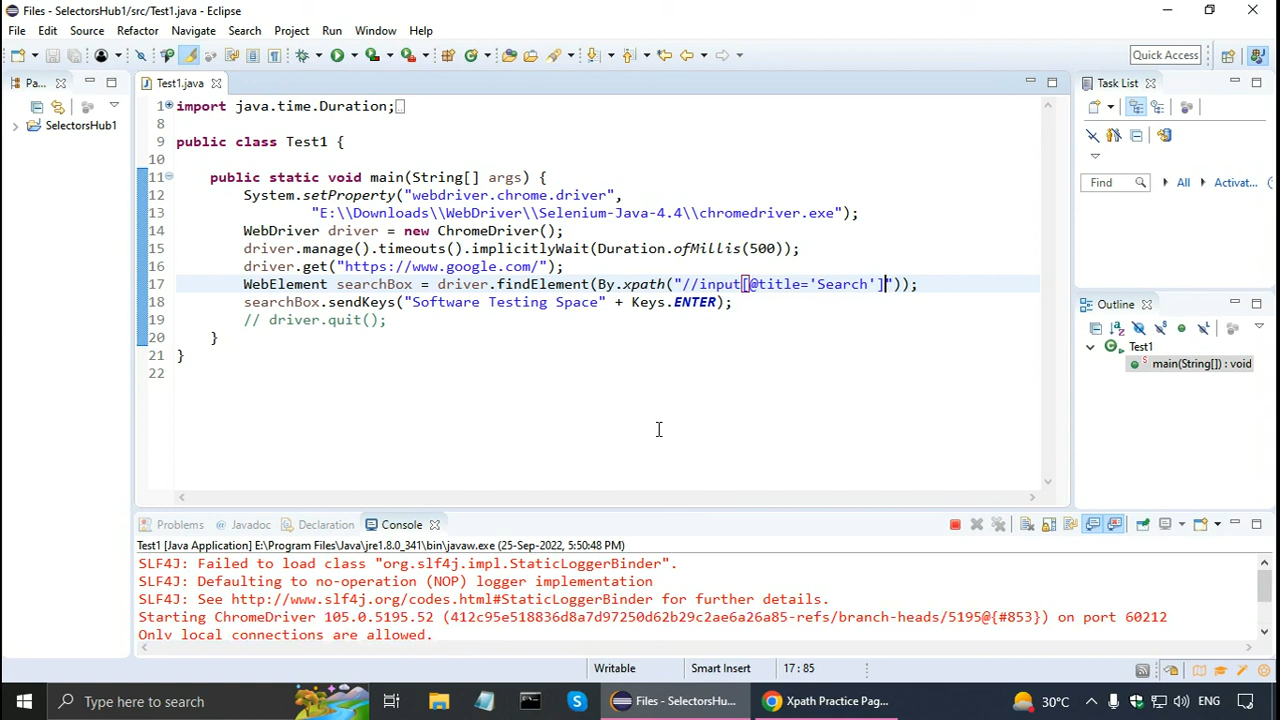 Files - SelectorsHub1/src/Test1.java - Eclipse
File Edit Source Refactor Navigate Search Project Run Window Help
Quick Access
Pa...
Test1.java
Task List
SelectorsHub1
Find All Activat...
1 import java.time.Duration;
8
9 public class Test1 {
10
11 public static void main(String[] args) {
12 System.setProperty("webdriver.chrome.driver",
13 "E:\\Downloads\\WebDriver\\Selenium-Java-4.4\\chromedriver.exe");
14 WebDriver driver = new ChromeDriver();
15 driver.manage().timeouts().implicitlyWait(Duration.ofMillis(500));
16 driver.get("https://www.google.com/");
17 WebElement searchBox = driver.findElement(By.xpath("//input[@title='Search']"));
18 searchBox.sendKeys("Software Testing Space" + Keys.ENTER);
19 // driver.quit();
20 }
21 }
22
Outline
Test1
main(String[]) : void
Problems Javadoc Declaration Console
Test1 [Java Application] E:\Program Files\Java\jre1.8.0_341\bin\javaw.exe (25-Sep-2022, 5:50:48 PM)
SLF4J: Failed to load class "org.slf4j.impl.StaticLoggerBinder".
SLF4J: Defaulting to no-operation (NOP) logger implementation
SLF4J: See http://www.slf4j.org/codes.html#StaticLoggerBinder for further details.
Starting ChromeDriver 105.0.5195.52 (412c95e518836d8a7d97250d62b29c2ae6a26a85-refs/branch-heads/5195@{#853}) on port 60212
Only local connections are allowed.
Writable Smart Insert 17 : 85
Type here to search
Files - SelectorsHu...
Xpath Practice Pag...
30°C
ENG